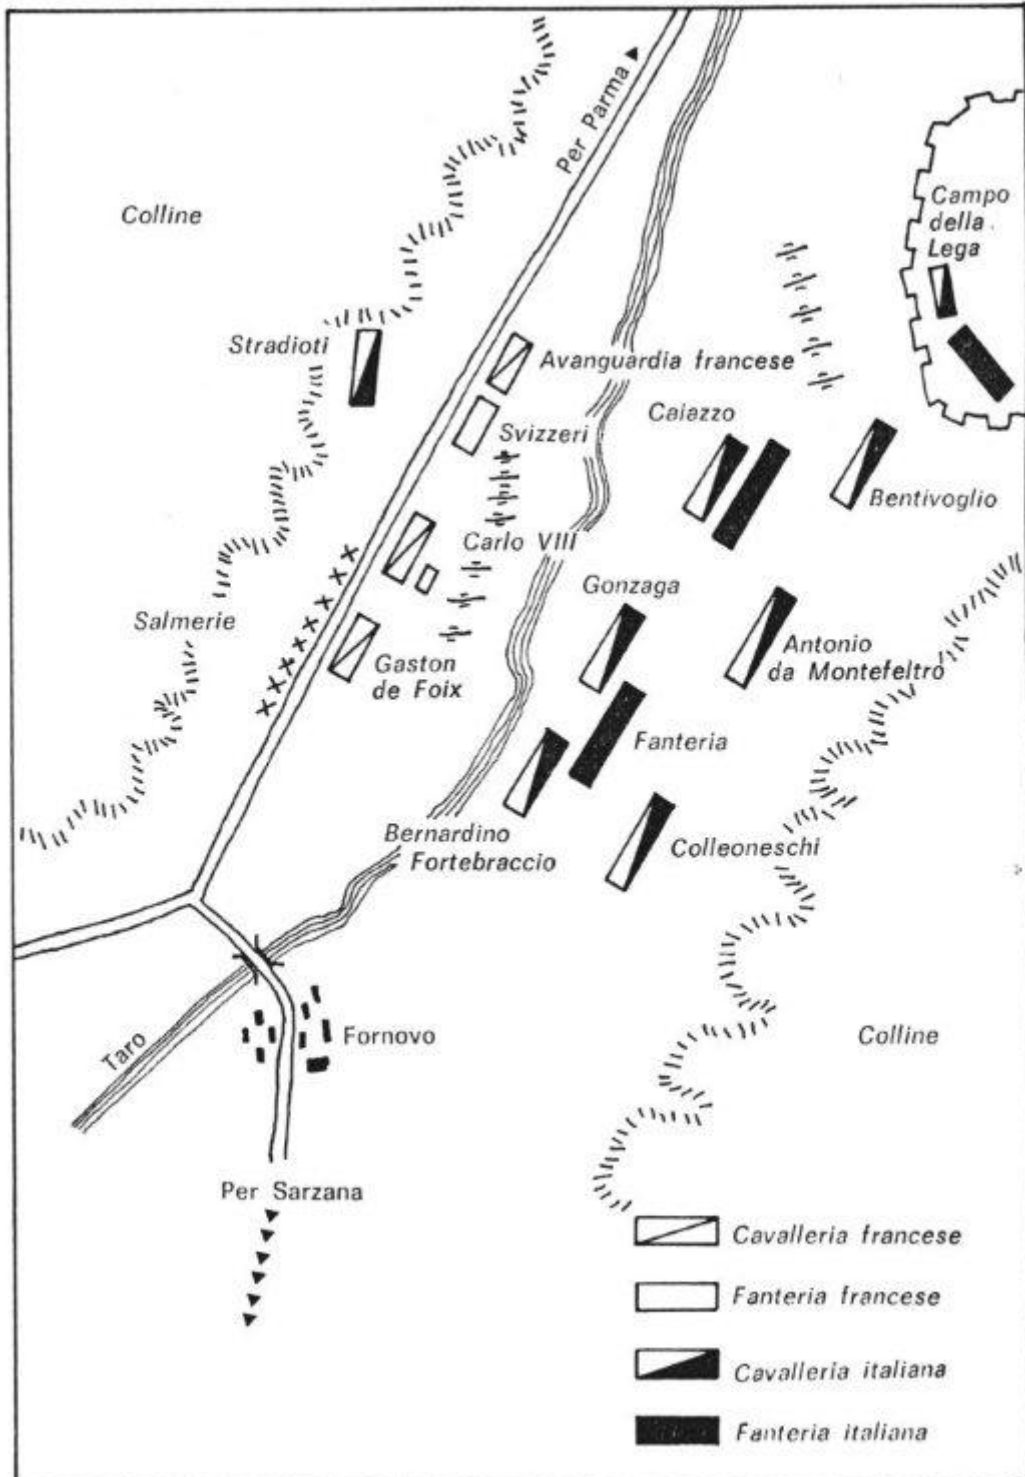 Per Parma
Colline
Campo
della
Lega
Stradioti
Avanguardia francese
Caiazzo
Svizzeri
Bentivoglio
Carlo VIII
Gonzaga
Salmerie
Antonio
da Montefeltro
Gaston
de Foix
Fanteria
Bernardino
Fortebraccio
Colleoneschi
Taro
Fornovo
Colline
Per Sarzana
Cavalleria francese
Fanteria francese
Cavalleria italiana
Fanteria italiana